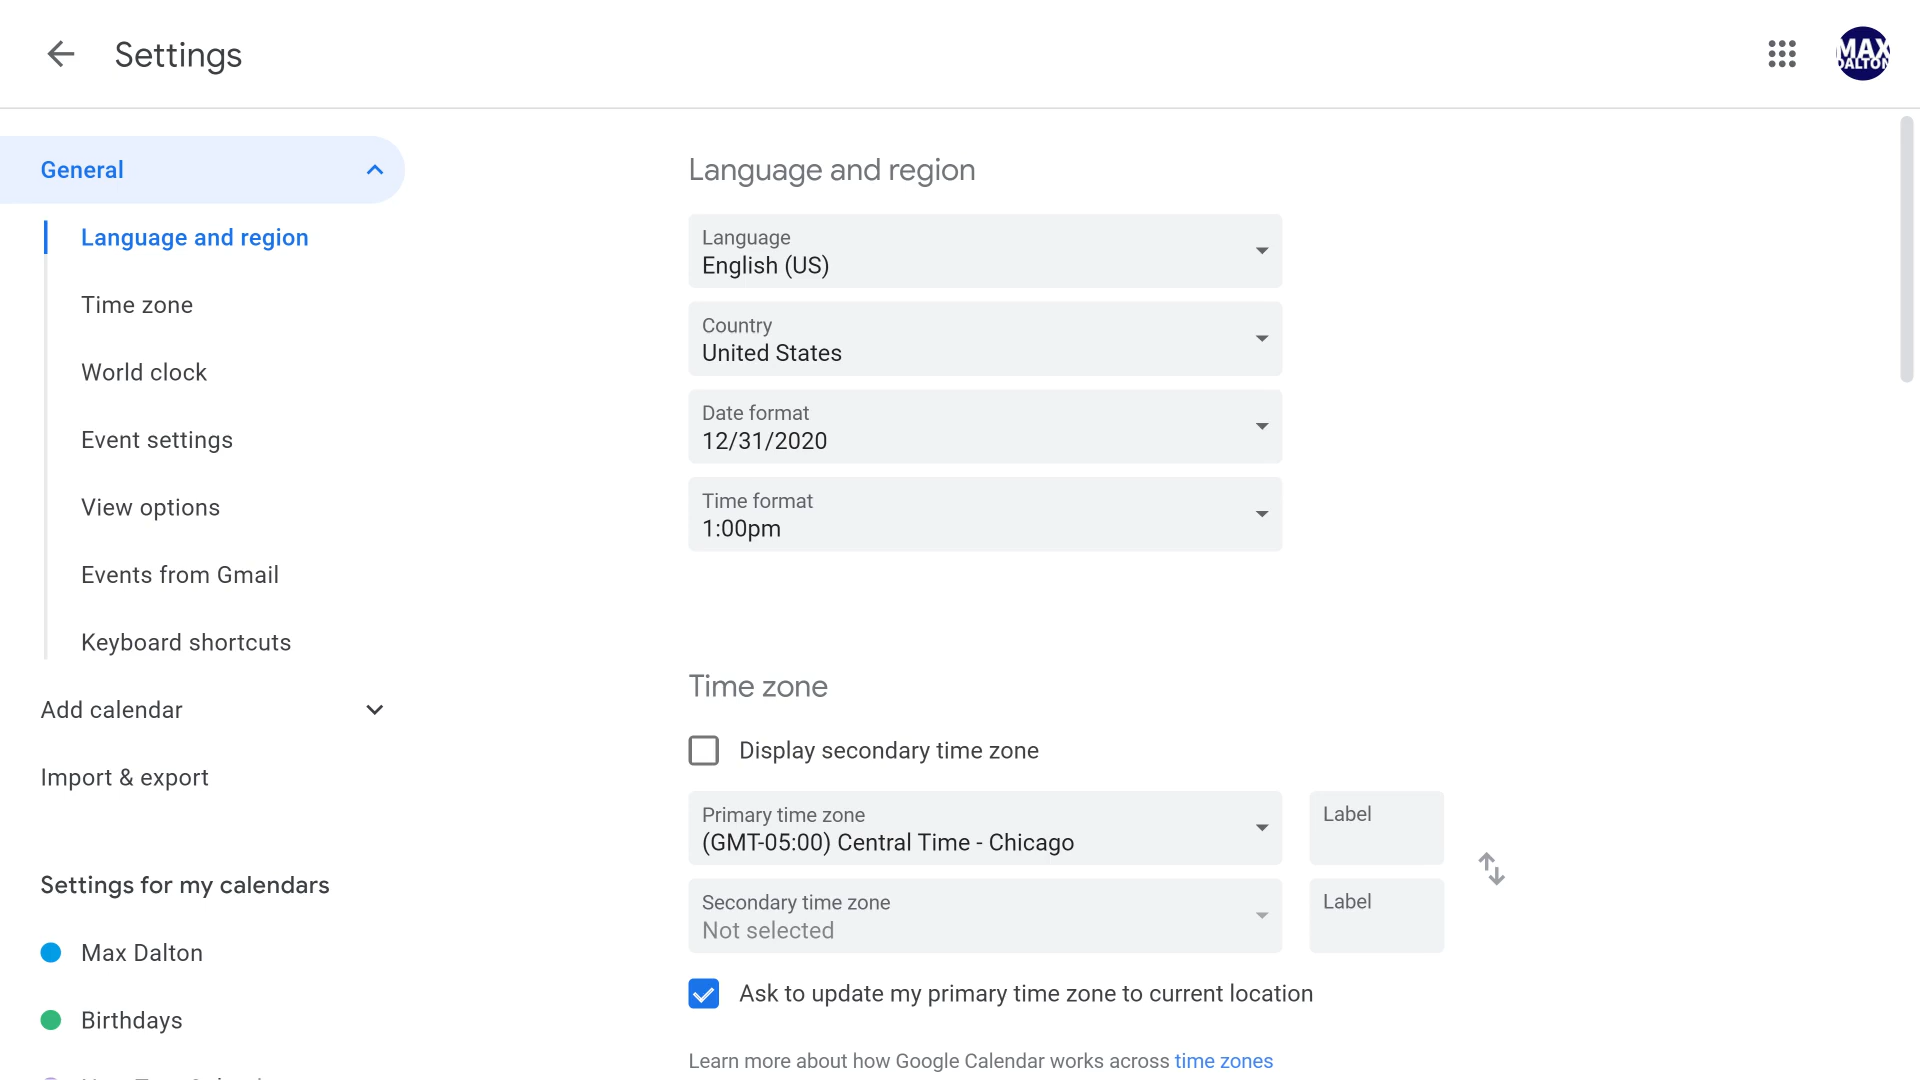 Settings
MAX
DALTON
General
Language and region
Time zone
World clock
Event settings
View options
Events from Gmail
Keyboard shortcuts
Add calendar
Import & export
Settings for my calendars
Max Dalton
Birthdays
Language and region
Language
English (US)
Country
United States
Date format
12/31/2020
Time format
1:00pm
Time zone
Display secondary time zone
Primary time zone
(GMT-05:00) Central Time - Chicago
Label
Secondary time zone
Not selected
Label
Ask to update my primary time zone to current location
Learn more about how Google Calendar works across time zones